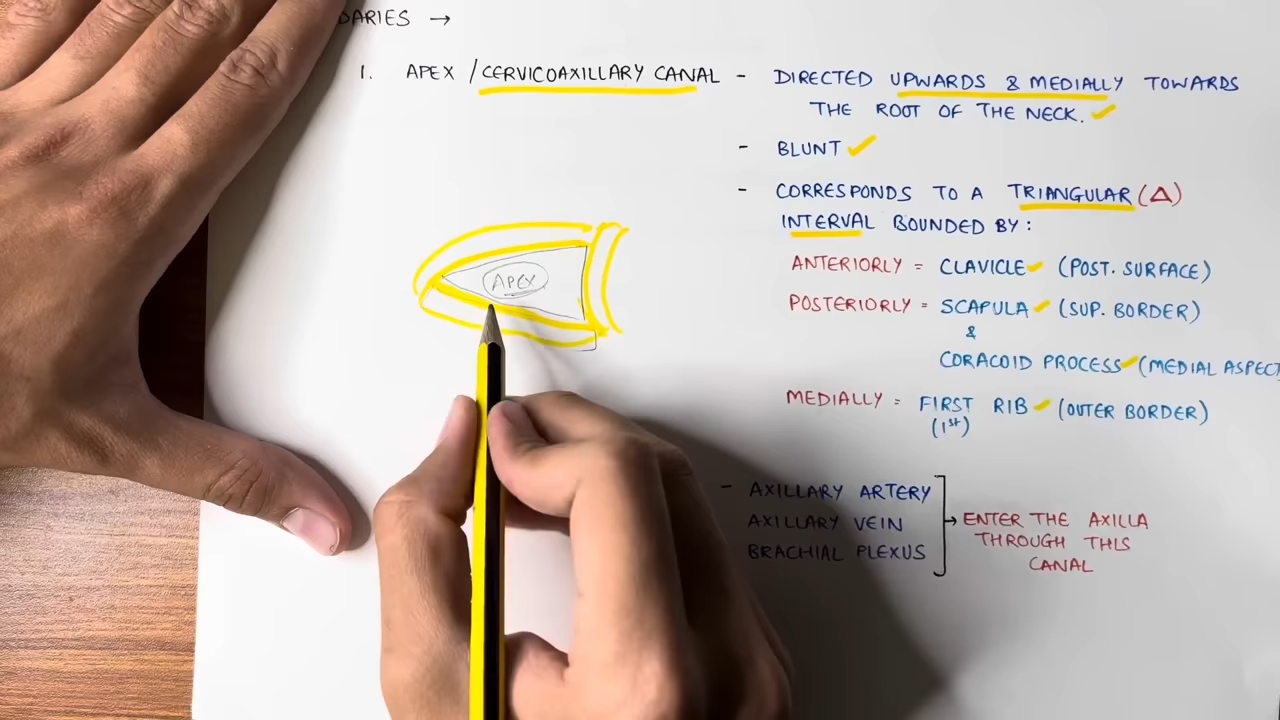 DARIES →
1. APEX / CERVICOAXILLARY CANAL - DIRECTED UPWARDS & MEDIALLY TOWARDS
THE ROOT OF THE NECK.
- BLUNT
- CORRESPONDS TO A TRIANGULAR (Δ)
INTERVAL BOUNDED BY:
ANTERIORLY = CLAVICLE (POST. SURFACE)
POSTERIORLY = SCAPULA (SUP. BORDER)
&
CORACOID PROCESS (MEDIAL ASPECT
MEDIALLY = FIRST RIB (OUTER BORDER)
(1st)
APEX
- AXILLARY ARTERY
AXILLARY VEIN
BRACHIAL PLEXUS
→ ENTER THE AXILLA
THROUGH THIS
CANAL